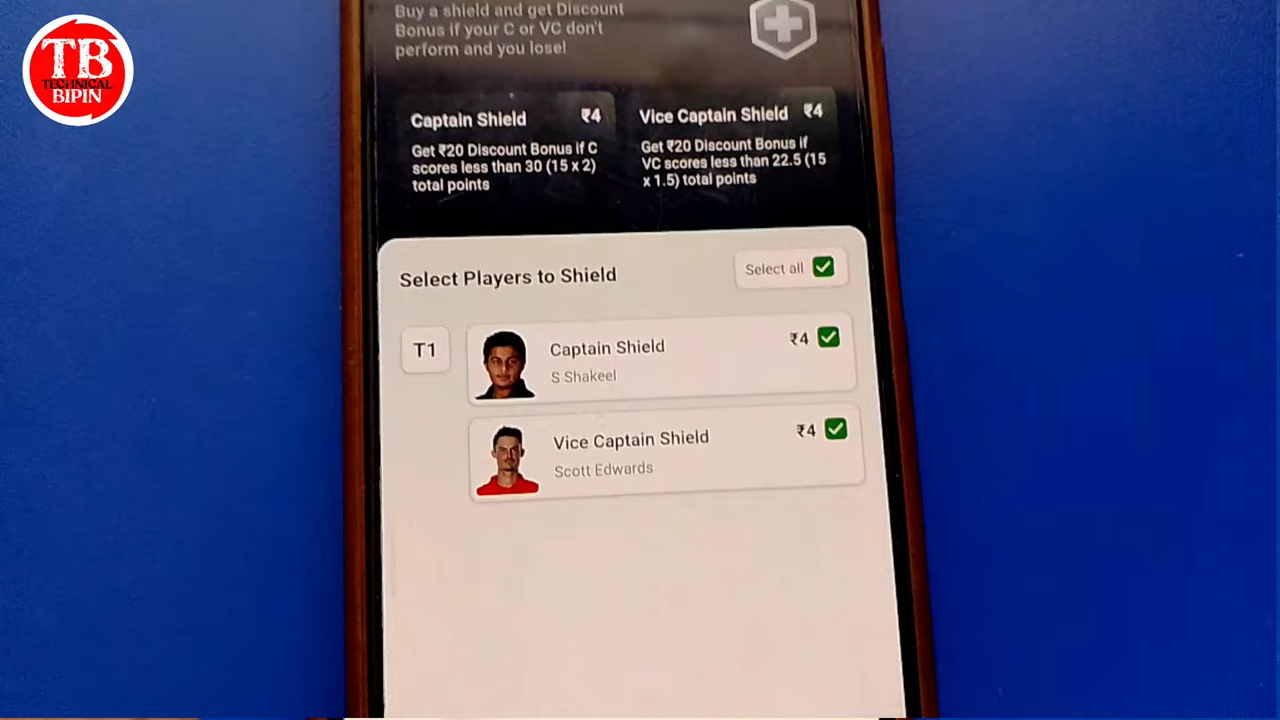 TB
TECHNICAL
BIPIN
Buy a shield and get Discount
Bonus if your C or VC don't
perform and you lose!
Captain Shield ₹4
Get ₹20 Discount Bonus if C
scores less than 30 (15 x 2)
total points
Vice Captain Shield ₹4
Get ₹20 Discount Bonus if
VC scores less than 22.5 (15
x 1.5) total points
Select Players to Shield
Select all
T1
Captain Shield ₹4
S Shakeel
Vice Captain Shield ₹4
Scott Edwards